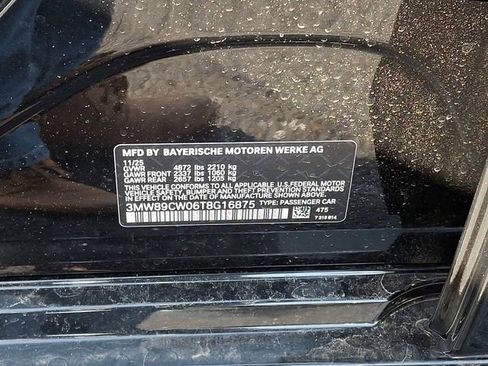 MFD BY BAYERISCHE MOTOREN WERKE AG
11/25
GVWR 4872 lbs 2210 kg
GAWR FRONT 2337 lbs 1060 kg
GAWR REAR 2657 lbs 1205 kg
THIS VEHICLE CONFORMS TO ALL APPLICABLE U.S. FEDERAL MOTOR
VEHICLE SAFETY, BUMPER AND THEFT PREVENTION STANDARDS IN
EFFECT ON THE DATE OF MANUFACTURE SHOWN ABOVE.
3MW89CW06T8G16875 TYPE: PASSENGER CAR
475